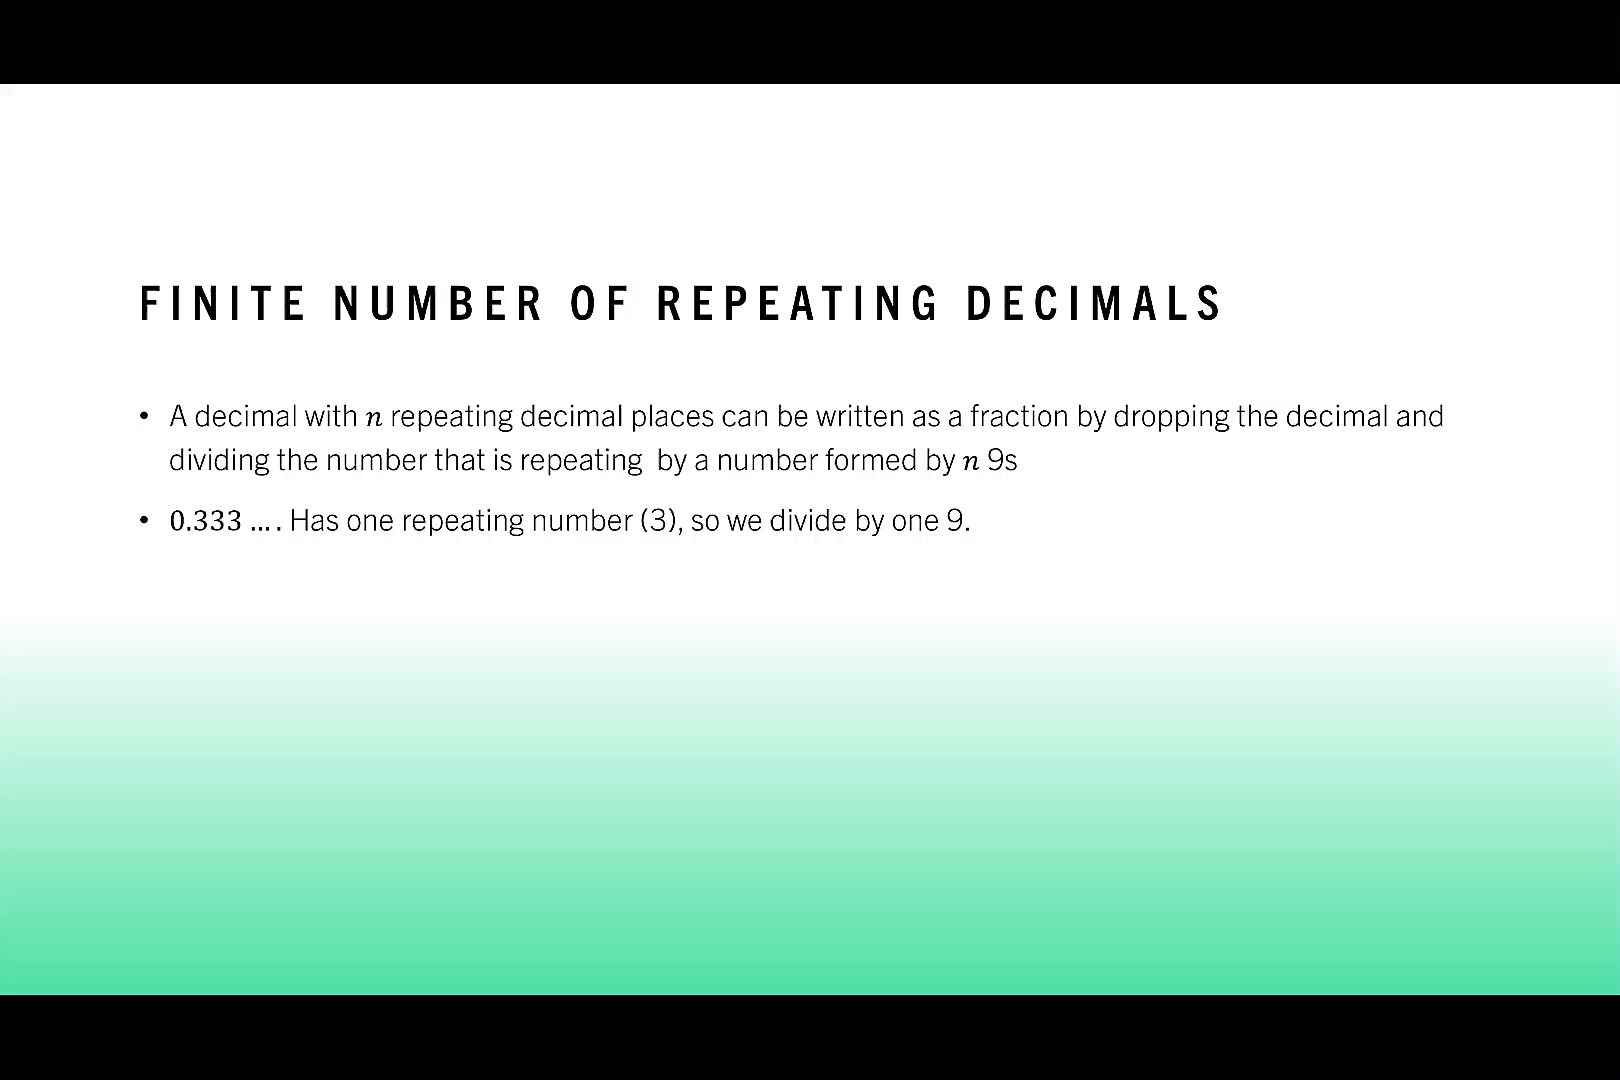 FINITE NUMBER OF REPEATING DECIMALS
• A decimal with n repeating decimal places can be written as a fraction by dropping the decimal and
dividing the number that is repeating by a number formed by n 9s
• 0.333 ... . Has one repeating number (3), so we divide by one 9.